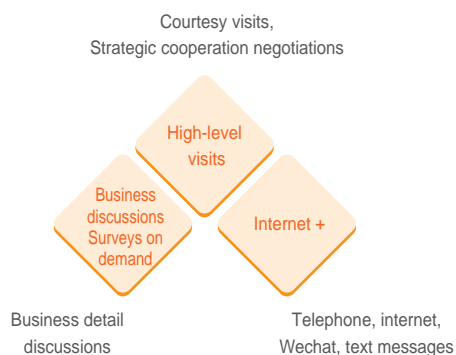 Courtesy visits,
Strategic cooperation negotiations
High-level
visits
Business
discussions
Surveys on
demand
Internet +
Business detail
discussions
Telephone, internet,
Wechat, text messages